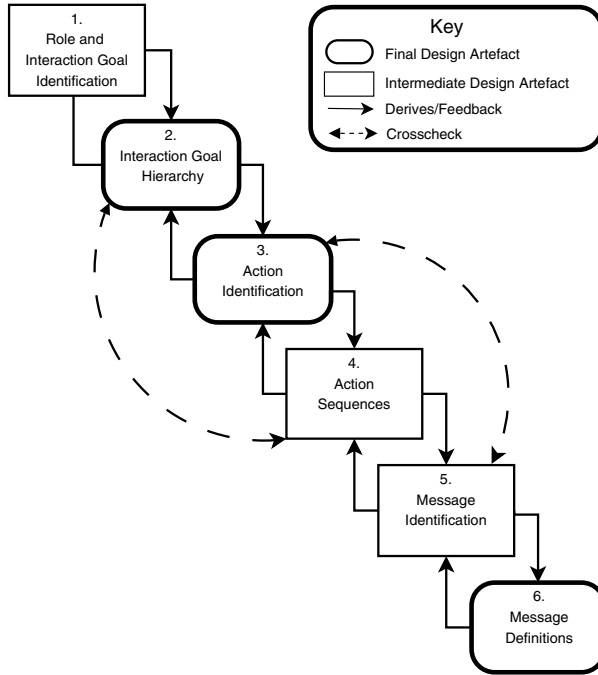 1.
Role and
Interaction Goal
Identification
Key
Final Design Artefact
Intermediate Design Artefact
Derives/Feedback
Crosscheck
2.
Interaction Goal
Hierarchy
3.
Action
Identification
4.
Action
Sequences
5.
Message
Identification
6.
Message
Definitions